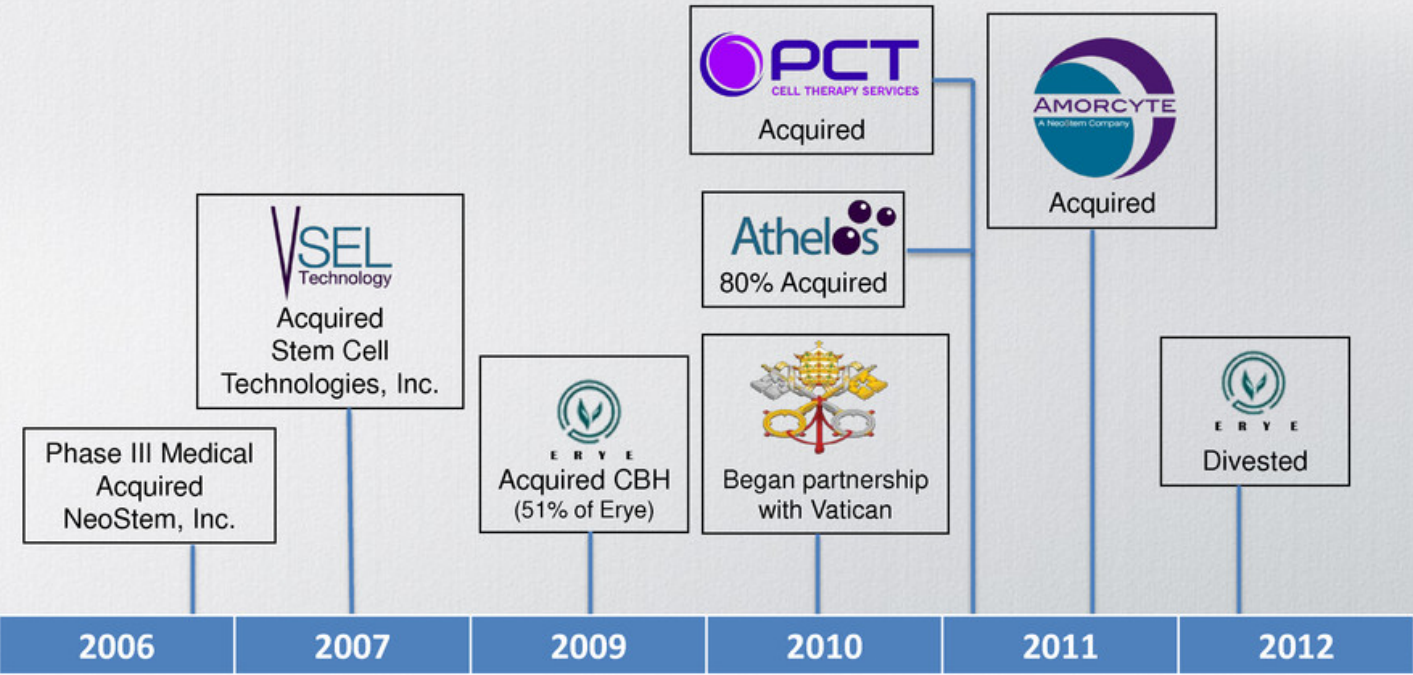 PCT
CELL THERAPY SERVICES
Acquired
AMORCYTE
A NeoStem Company
Acquired
VSEL
Technology
Acquired
Stem Cell
Technologies, Inc.
Athelos
80% Acquired
Phase III Medical
Acquired
NeoStem, Inc.
ERYE
Acquired CBH
(51% of Erye)
Began partnership
with Vatican
ERYE
Divested
2006
2007
2009
2010
2011
2012